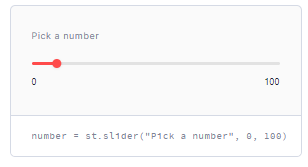 Pick a number
0 100
number = st.slider("Pick a number", 0, 100)